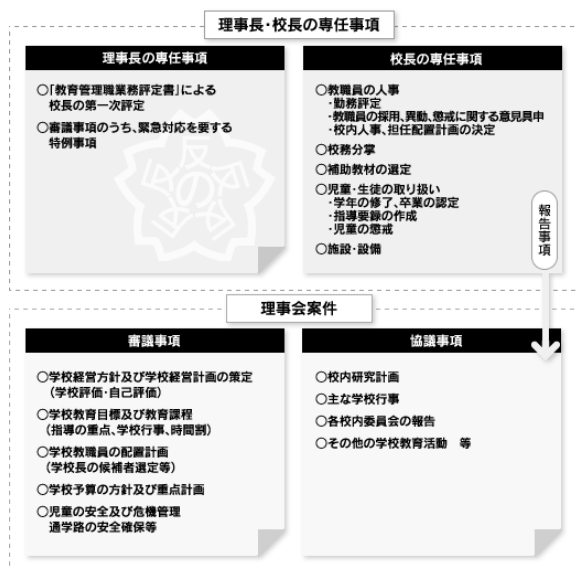 理事長・校長の専任事項
理事長の専任事項
○「教育管理職業務評定書」による
校長の第一次評定
○審議事項のうち、緊急対応を要する
特例事項
校長の専任事項
○教職員の人事
・勤務評定
・教職員の採用、異動、懲戒に関する意見具申
・校内人事、担任配置計画の決定
○校務分掌
○補助教材の選定
○児童・生徒の取り扱い
・学年の修了、卒業の認定
・指導要録の作成
・児童の懲戒
○施設・設備
報告事項
理事会案件
審議事項
○学校経営方針及び学校経営計画の策定
（学校評価・自己評価）
○学校教育目標及び教育課程
（指導の重点、学校行事、時間割）
○学校教職員の配置計画
（学校長の候補者選定等）
○学校予算の方針及び重点計画
○児童の安全及び危機管理
通学路の安全確保等
協議事項
○校内研究計画
○主な学校行事
○各校内委員会の報告
○その他の学校教育活動　等